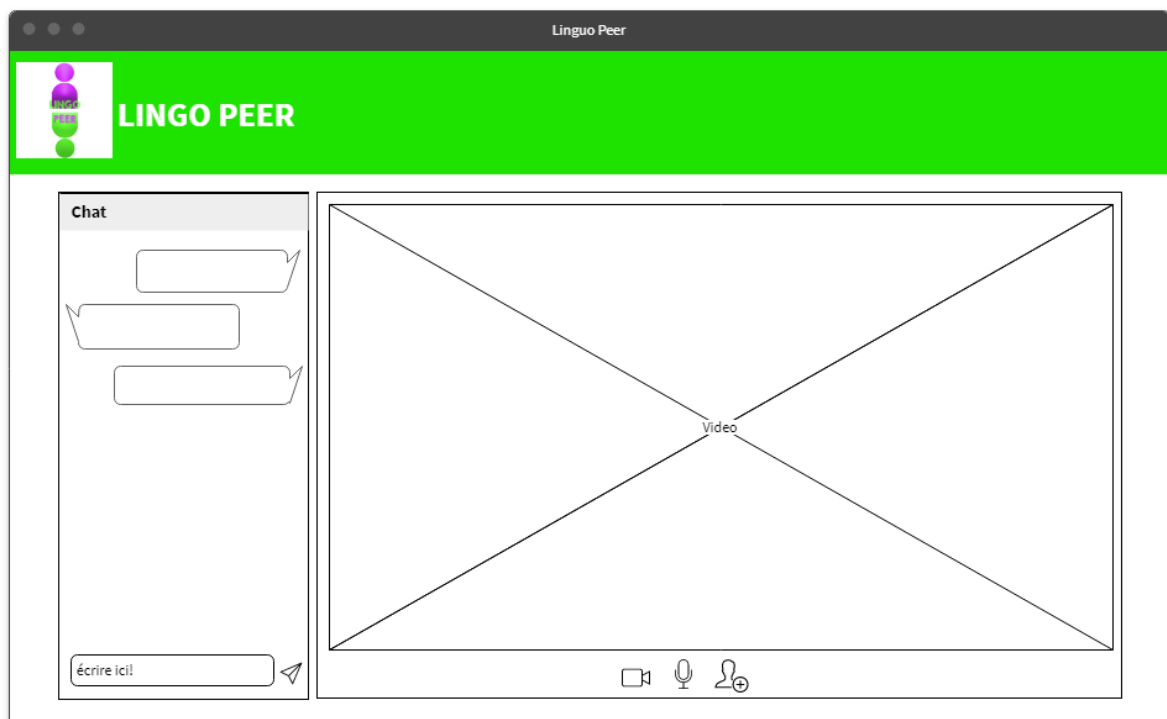 Linguo Peer
LINGO
PEER
LINGO PEER
Chat
Video
écrire ici!